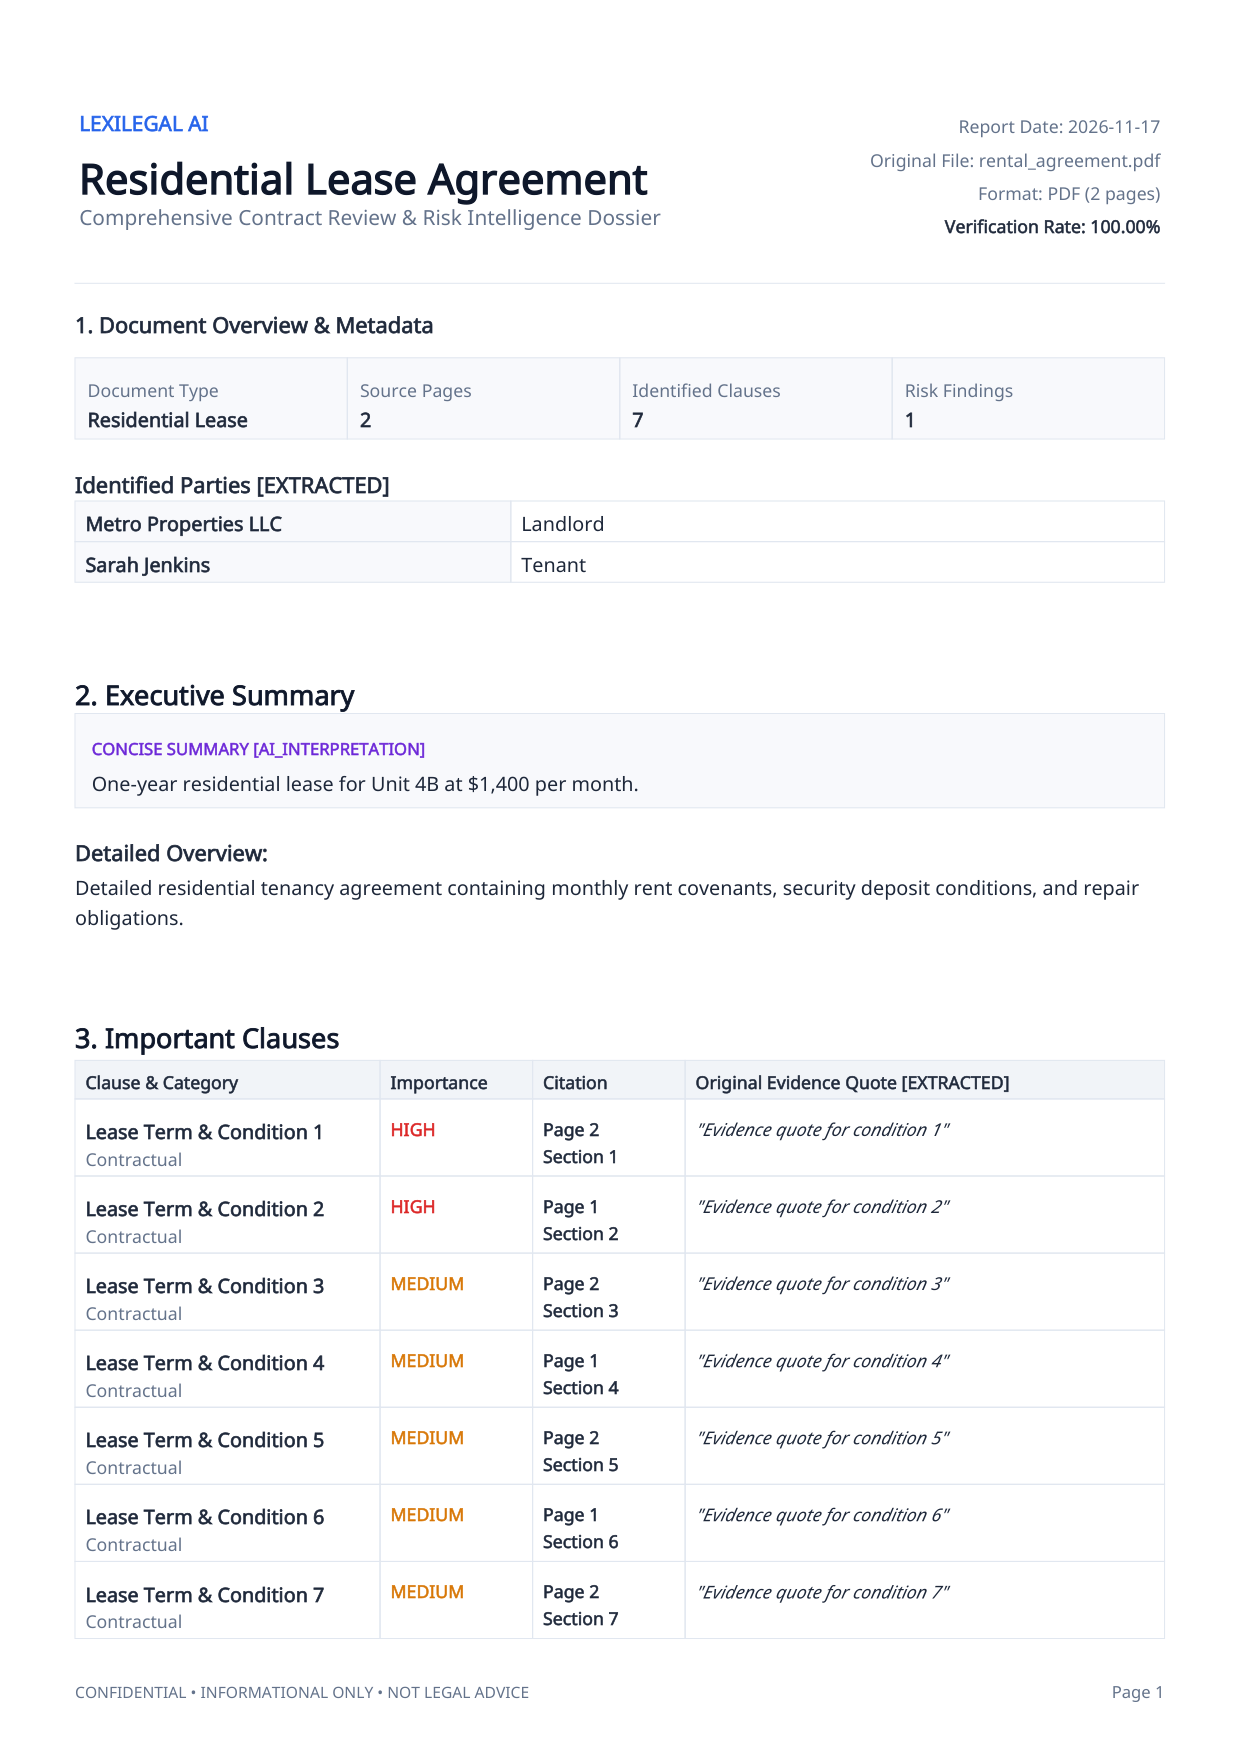 LEXILEGAL AI
Residential Lease Agreement
Comprehensive Contract Review & Risk Intelligence Dossier
Report Date: 2026-11-17
Original File: rental_agreement.pdf
Format: PDF (2 pages)
Verification Rate: 100.00%
1. Document Overview & Metadata
Document Type
Residential Lease
Source Pages
2
Identified Clauses
7
Risk Findings
1
Identified Parties [EXTRACTED]
Metro Properties LLC
Landlord
Sarah Jenkins
Tenant
2. Executive Summary
CONCISE SUMMARY [AI_INTERPRETATION]
One-year residential lease for Unit 4B at $1,400 per month.
Detailed Overview:
Detailed residential tenancy agreement containing monthly rent covenants, security deposit conditions, and repair
obligations.
3. Important Clauses
Clause & Category
Importance
Citation
Original Evidence Quote [EXTRACTED]
Lease Term & Condition 1
Contractual
HIGH
Page 2
Section 1
"Evidence quote for condition 1"
Lease Term & Condition 2
Contractual
HIGH
Page 1
Section 2
"Evidence quote for condition 2"
Lease Term & Condition 3
Contractual
MEDIUM
Page 2
Section 3
"Evidence quote for condition 3"
Lease Term & Condition 4
Contractual
MEDIUM
Page 1
Section 4
"Evidence quote for condition 4"
Lease Term & Condition 5
Contractual
MEDIUM
Page 2
Section 5
"Evidence quote for condition 5"
Lease Term & Condition 6
Contractual
MEDIUM
Page 1
Section 6
"Evidence quote for condition 6"
Lease Term & Condition 7
Contractual
MEDIUM
Page 2
Section 7
"Evidence quote for condition 7"
CONFIDENTIAL • INFORMATIONAL ONLY • NOT LEGAL ADVICE
Page 1